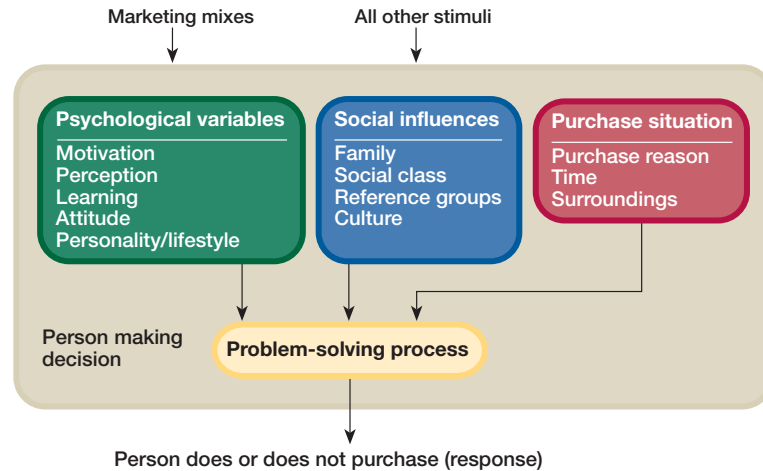 Marketing mixes
All other stimuli
Psychological variables
Motivation
Perception
Learning
Attitude
Personality/lifestyle
Social influences
Family
Social class
Reference groups
Culture
Purchase situation
Purchase reason
Time
Surroundings
Person making
decision
Problem-solving process
Person does or does not purchase (response)